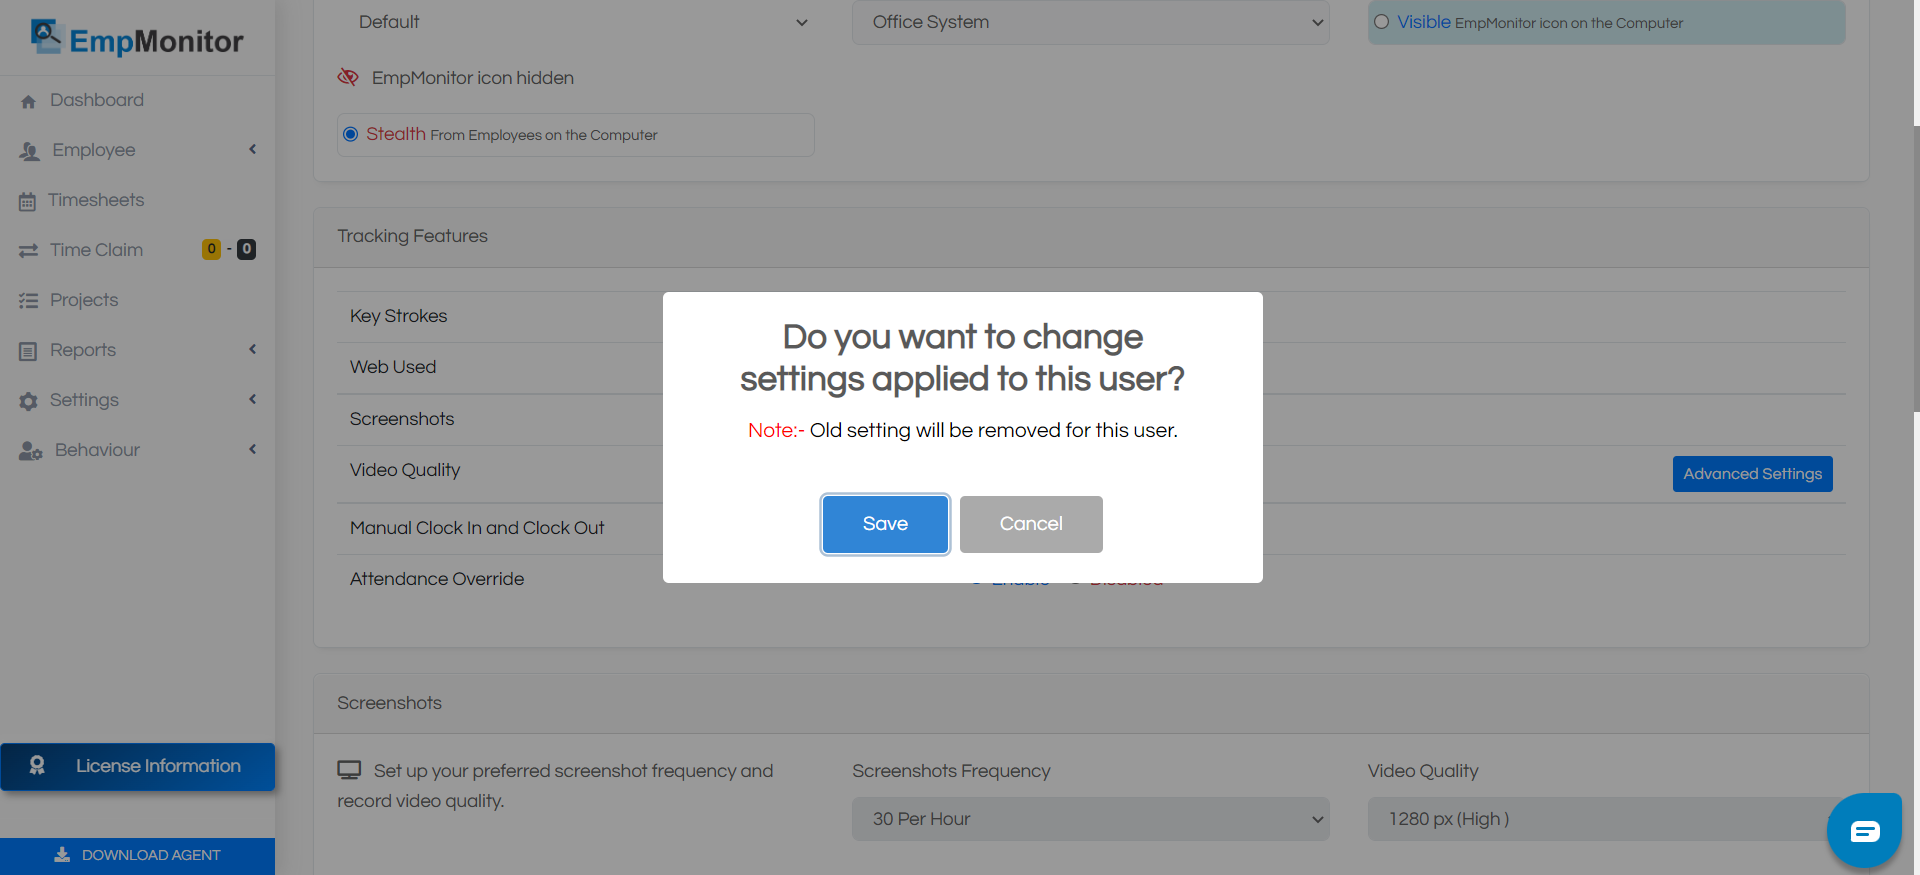 EmpMonitor
Dashboard
Employee
Timesheets
Time Claim 0 - 0
Projects
Reports
Settings
Behaviour
License Information
DOWNLOAD AGENT
Default
Office System
Visible EmpMonitor icon on the Computer
EmpMonitor icon hidden
Stealth From Employees on the Computer
Tracking Features
Key Strokes
Web Used
Screenshots
Video Quality
Advanced Settings
Manual Clock In and Clock Out
Attendance Override
Enable Disabled
Do you want to change
settings applied to this user?
Note:- Old setting will be removed for this user.
Save Cancel
Screenshots
Set up your preferred screenshot frequency and
record video quality.
Screenshots Frequency
30 Per Hour
Video Quality
1280 px (High )